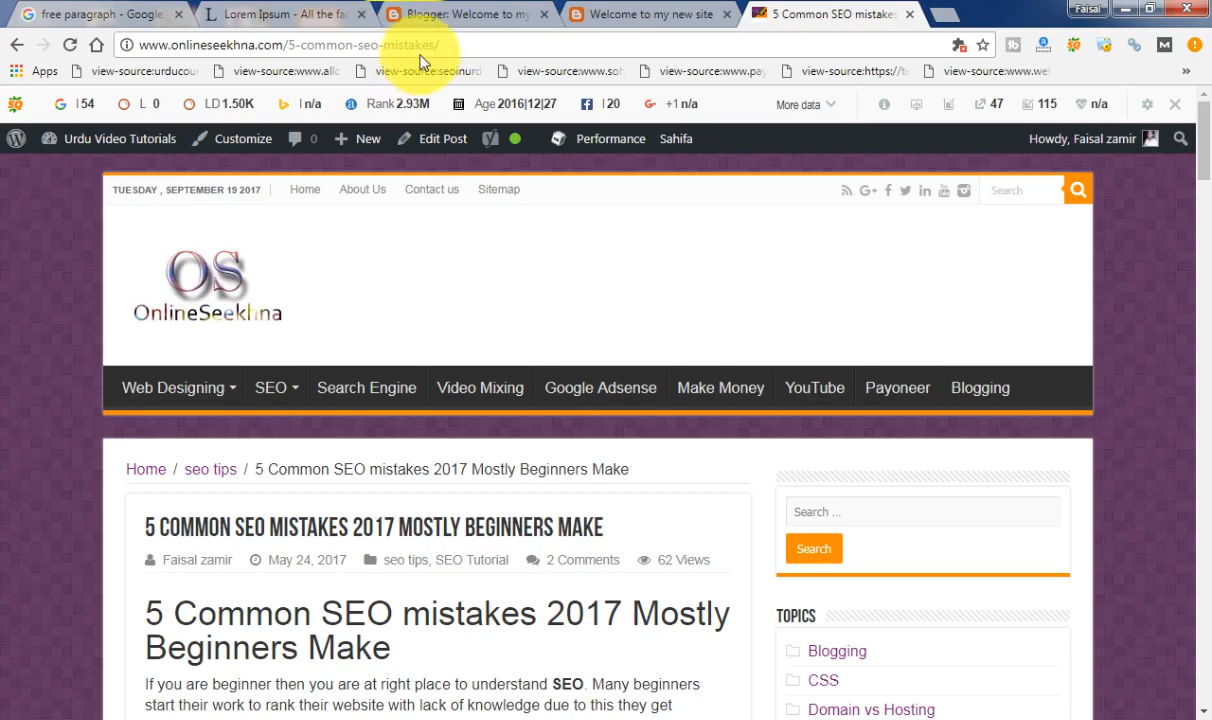 free paragraph - Google
Lorem Ipsum - All the fa
Blogger: Welcome to my
Welcome to my new site
5 Common SEO mistakes
Faisal
www.onlineseekhna.com/5-common-seo-mistakes/
Apps
view-source:urducou
view-source:www.allc
view-source:seoinurd
view-source:www.soh
view-source:www.pay
view-source:https://te
view-source:www.we
I 54
L 0
LD 1.50K
I n/a
Rank 2.93M
Age 2016|12|27
I 20
+1 n/a
More data
47
115
n/a
Urdu Video Tutorials
Customize
0
New
Edit Post
Performance
Sahifa
Howdy, Faisal zamir
TUESDAY , SEPTEMBER 19 2017
Home
About Us
Contact us
Sitemap
Search
OS
OnlineSeekhna
Web Designing
SEO
Search Engine
Video Mixing
Google Adsense
Make Money
YouTube
Payoneer
Blogging
Home / seo tips / 5 Common SEO mistakes 2017 Mostly Beginners Make
Search ...
Search
5 COMMON SEO MISTAKES 2017 MOSTLY BEGINNERS MAKE
Faisal zamir
May 24, 2017
seo tips, SEO Tutorial
2 Comments
62 Views
5 Common SEO mistakes 2017 Mostly
Beginners Make
If you are beginner then you are at right place to understand SEO. Many beginners
start their work to rank their website with lack of knowledge due to this they get
TOPICS
Blogging
CSS
Domain vs Hosting